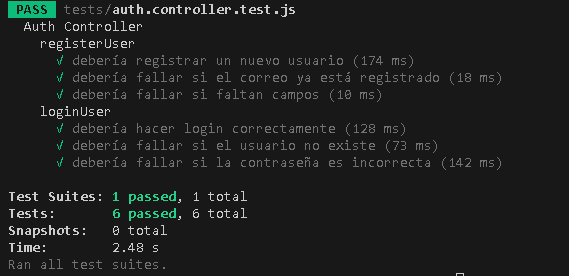 PASS tests/auth.controller.test.js
Auth Controller
registerUser
√ debería registrar un nuevo usuario (174 ms)
√ debería fallar si el correo ya está registrado (18 ms)
√ debería fallar si faltan campos (10 ms)
loginUser
√ debería hacer login correctamente (128 ms)
√ debería fallar si el usuario no existe (73 ms)
√ debería fallar si la contraseña es incorrecta (142 ms)
Test Suites: 1 passed, 1 total
Tests: 6 passed, 6 total
Snapshots: 0 total
Time: 2.48 s
Ran all test suites.